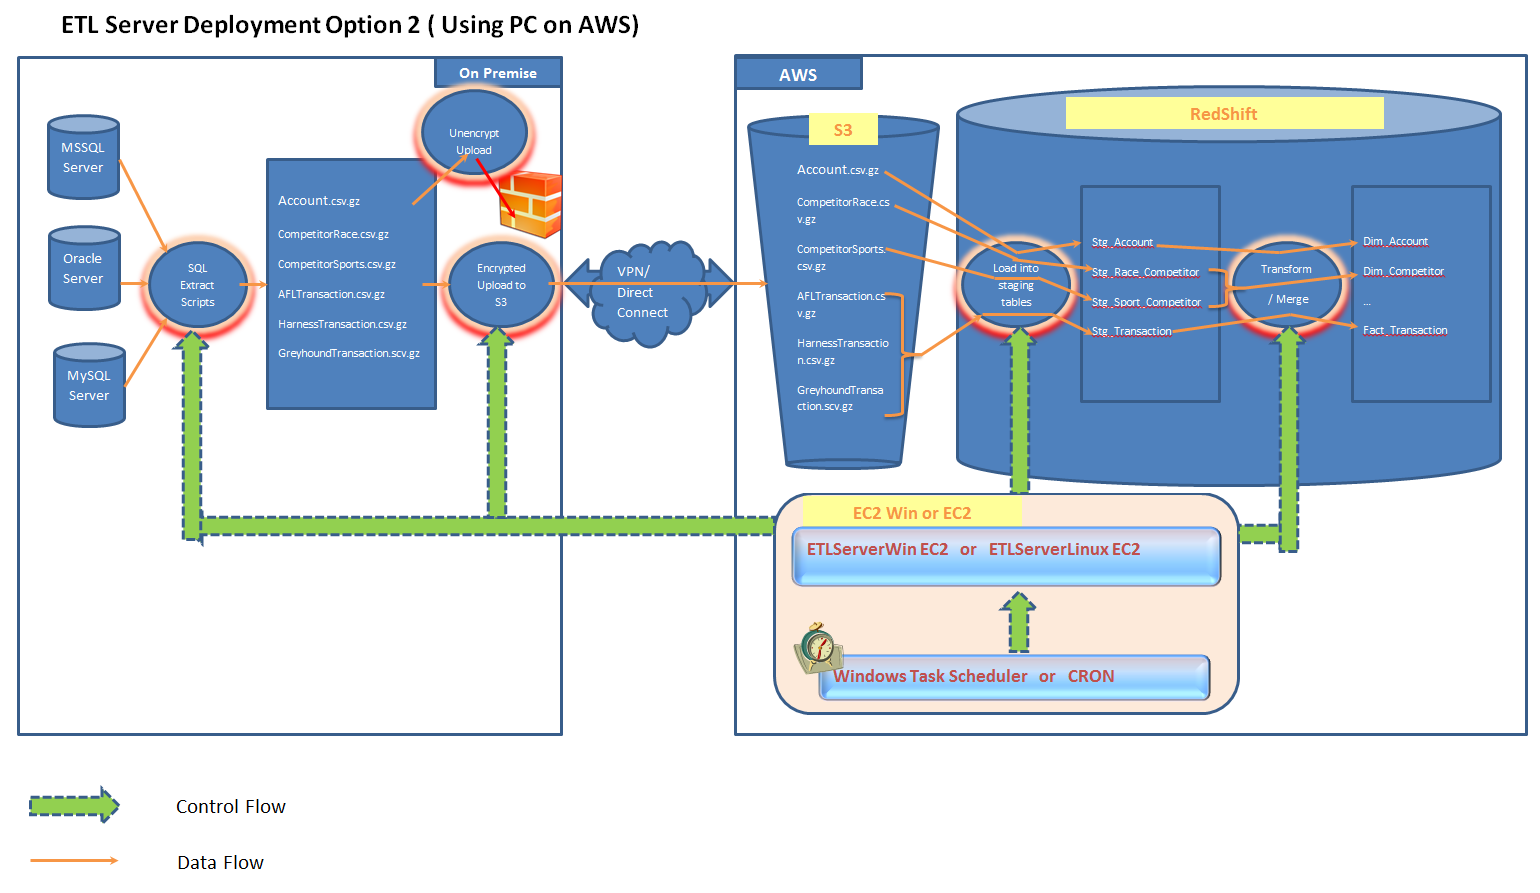 ETL Server Deployment Option 2 ( Using PC on AWS)
On Premise
MSSQL
Server
Oracle
Server
MySQL
Server
SQL
Extract
Scripts
Account.csv.gz
CompetitorRace.csv.gz
CompetitorSports.csv.gz
AFLTransaction.csv.gz
HarnessTransaction.csv.gz
GreyhoundTransaction.scv.gz
Unencrypt
Upload
Encrypted
Upload to
S3
VPN/
Direct
Connect
AWS
S3
Account.csv.gz
CompetitorRace.cs
v.gz
CompetitorSports.
csv.gz
AFLTransaction.cs
v.gz
HarnessTransactio
n.csv.gz
GreyhoundTransa
ction.scv.gz
RedShift
Load into
staging
tables
Stg_Account
Stg_Race_Competitor
Stg_Sport_Competitor
Stg_Transaction
Transform
/ Merge
Dim_Account
Dim_Competitor
...
Fact_Transaction
EC2 Win or EC2
ETLServerWin EC2 or ETLServerLinux EC2
Windows Task Scheduler or CRON
Control Flow
Data Flow